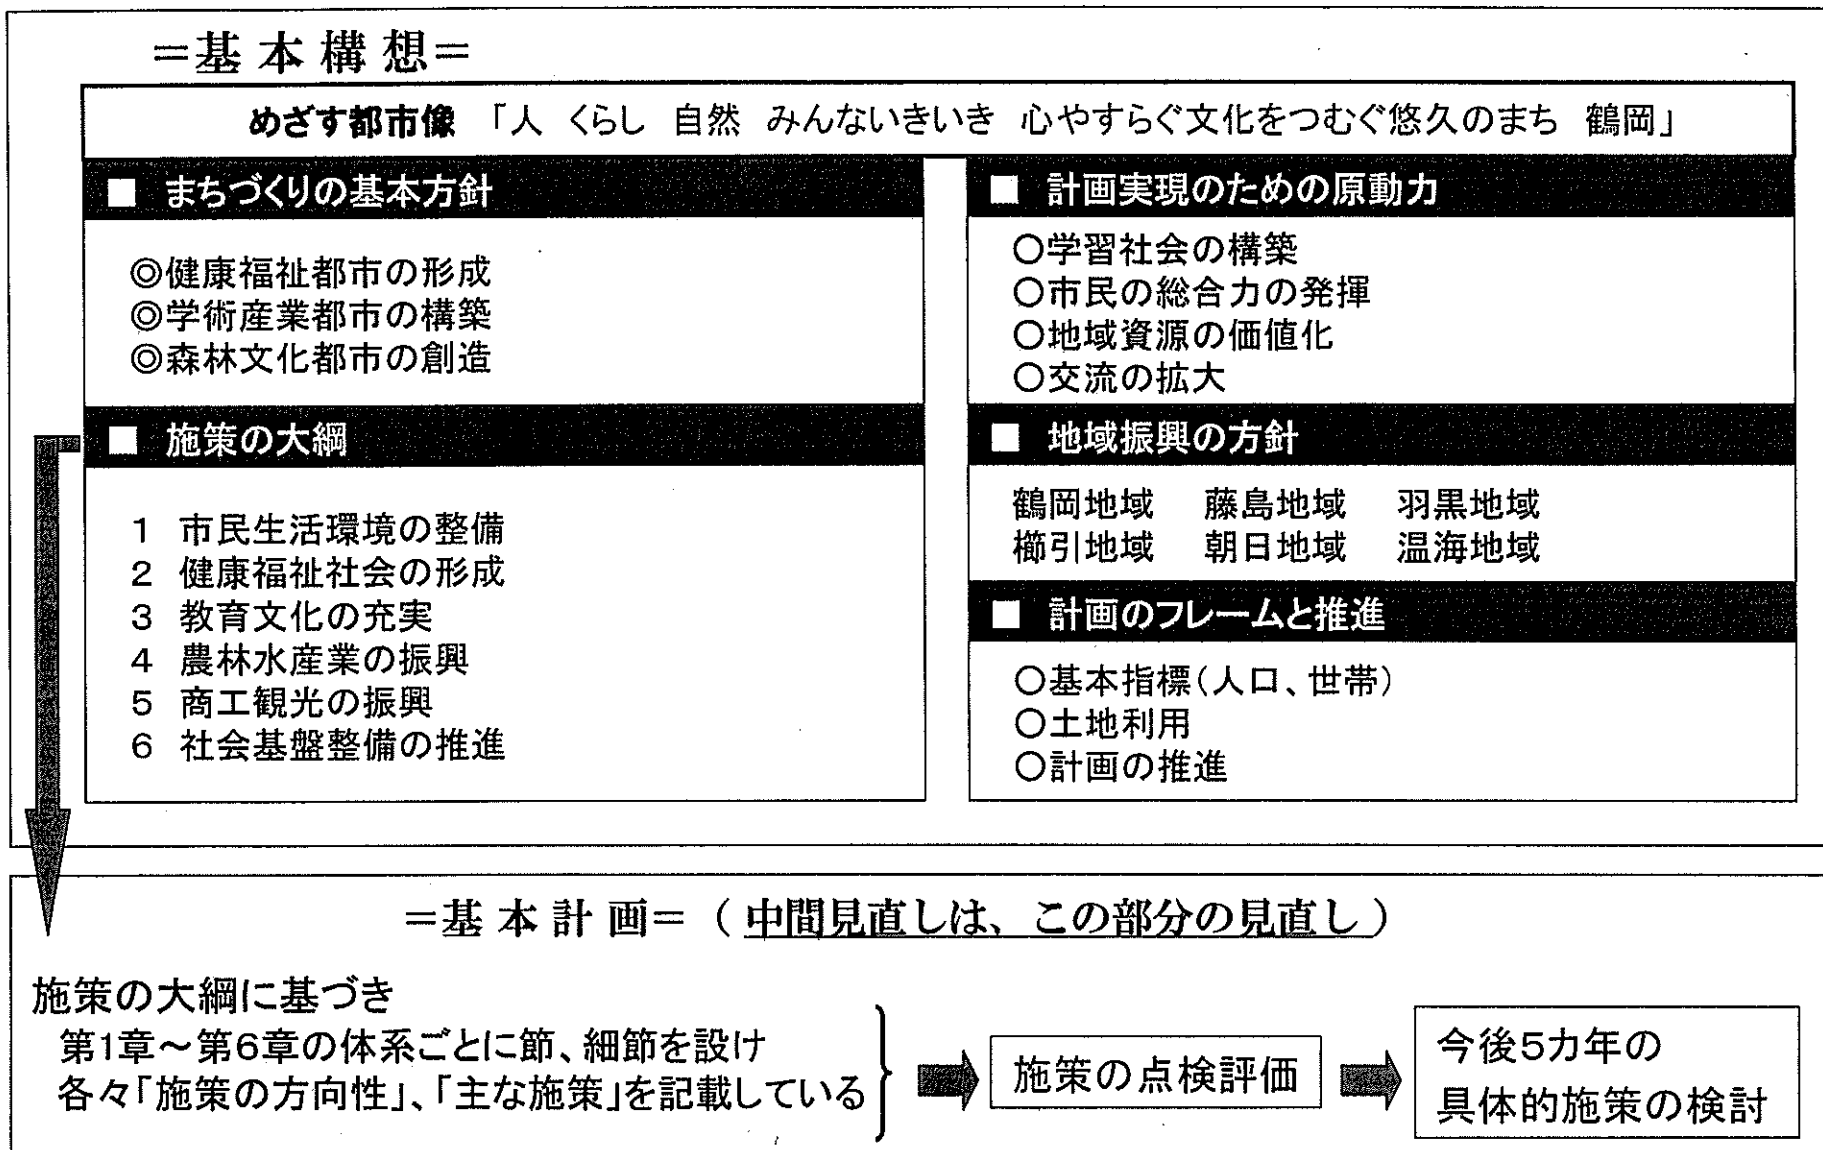 ＝基 本 構 想＝
めざす都市像 「人 くらし 自然 みんないきいき 心やすらぐ文化をつむぐ悠久のまち 鶴岡」
■ まちづくりの基本方針
◎健康福祉都市の形成
◎学術産業都市の構築
◎森林文化都市の創造
■ 施策の大綱
1 市民生活環境の整備
2 健康福祉社会の形成
3 教育文化の充実
4 農林水産業の振興
5 商工観光の振興
6 社会基盤整備の推進
■ 計画実現のための原動力
○学習社会の構築
○市民の総合力の発揮
○地域資源の価値化
○交流の拡大
■ 地域振興の方針
鶴岡地域 藤島地域 羽黒地域
櫛引地域 朝日地域 温海地域
■ 計画のフレームと推進
○基本指標(人口、世帯)
○土地利用
○計画の推進
＝基 本 計 画＝ （ 中間見直しは、この部分の見直し ）
施策の大綱に基づき
第1章～第6章の体系ごとに節、細節を設け
各々「施策の方向性」、「主な施策」を記載している
施策の点検評価
今後5カ年の
具体的施策の検討